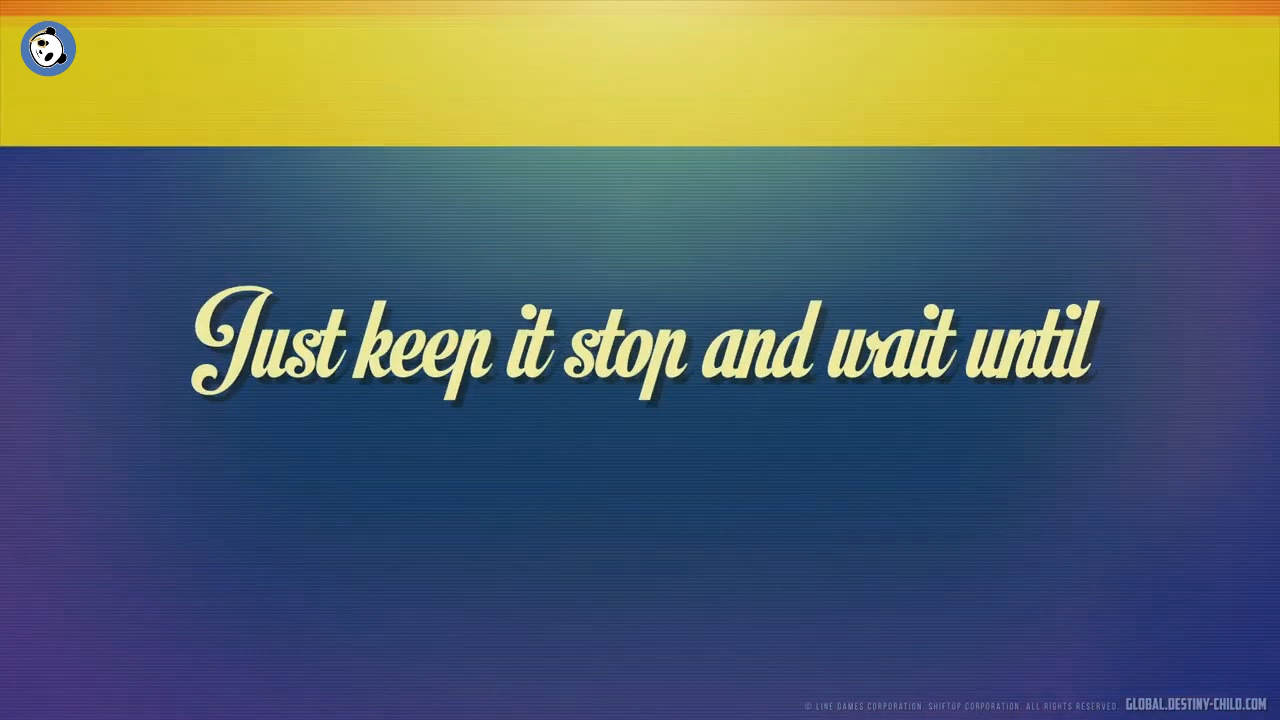 Just keep it stop and wait until
© LINE GAMES CORPORATION. SHIFTUP CORPORATION. ALL RIGHTS RESERVED. GLOBAL.DESTINY-CHILD.COM